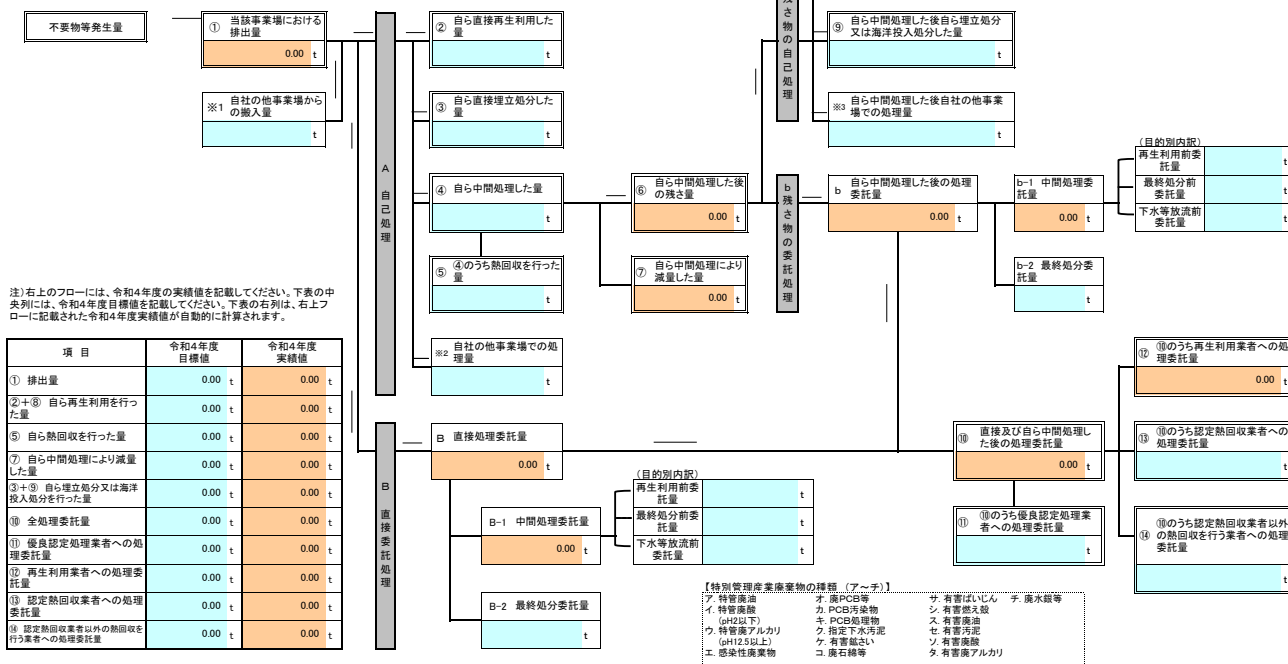 不要物等発生量
① 当該事業場における
排出量
0.00 t
※1 自社の他事業場から
の搬入量
t
A
自
己
処
理
② 自ら直接再生利用した
量
t
③ 自ら直接埋立処分した
量
t
④ 自ら中間処理した量
t
⑤ ④のうち熱回収を行った
量
t
※2 自社の他事業場での処
理量
t
⑥ 自ら中間処理した後
の残さ量
0.00 t
⑦ 自ら中間処理により
減量した量
0.00 t
残
さ
物
の
自
己
処
理
⑨ 自ら中間処理した後自ら埋立処分
又は海洋投入処分した量
t
※3 自ら中間処理した後自社の他事業
場での処理量
t
b
残
さ
物
の
委
託
処
理
b 自ら中間処理した後の処理
委託量
0.00 t
b-1 中間処理委
託量
0.00 t
b-2 最終処分委
託量
t
(目的別内訳)
再生利用前委
託量
t
最終処分前
委託量
t
下水等放流前
委託量
t
注)右上のフローには、令和4年度の実績値を記載してください。下表の中
央列には、令和4年度目標値を記載してください。下表の右列は、右上フ
ローに記載された令和4年度実績値が自動的に計算されます。
項 目 令和4年度
目標値 令和4年度
実績値
① 排出量 0.00 t 0.00 t
②+⑧ 自ら再生利用を行っ
た量 0.00 t 0.00 t
⑤ 自ら熱回収を行った量 0.00 t 0.00 t
⑦ 自ら中間処理により減量
した量 0.00 t 0.00 t
③+⑨ 自ら埋立処分又は海洋
投入処分を行った量 0.00 t 0.00 t
⑩ 全処理委託量 0.00 t 0.00 t
⑪ 優良認定処理業者への処
理委託量 0.00 t 0.00 t
⑫ 再生利用業者への処理委
託量 0.00 t 0.00 t
⑬ 認定熱回収業者への処理
委託量 0.00 t 0.00 t
⑭ 認定熱回収業者以外の熱回収を
行う業者への処理委託量 0.00 t 0.00 t
B
直
接
委
託
処
理
B 直接処理委託量
0.00 t
B-1 中間処理委託量
0.00 t
B-2 最終処分委託量
t
(目的別内訳)
再生利用前委
託量
t
最終処分前委
託量
t
下水等放流前
委託量
t
⑩ 直接及び自ら中間処理し
た後の処理委託量
0.00 t
⑪ ⑩のうち優良認定処理業
者への処理委託量
t
⑫ ⑩のうち再生利用業者への処
理委託量
0.00 t
⑬ ⑩のうち認定熱回収業者への
処理委託量
t
⑭ ⑩のうち認定熱回収業者以外
の熱回収を行う業者への処理
委託量
t
【特別管理産業廃棄物の種類 (ア～チ)】
ア. 特管廃油 オ. 廃PCB等 サ. 有害ばいじん チ. 廃水銀等
イ. 特管廃酸 カ. PCB汚染物 シ. 有害燃え殻
(pH2以下) キ. PCB処理物 ス. 有害廃油
ウ. 特管廃アルカリ ク. 指定下水汚泥 セ. 有害汚泥
(pH12.5以上) ケ. 有害鉱さい ソ. 有害廃酸
エ. 感染性廃棄物 コ. 廃石綿等 タ. 有害廃アルカリ